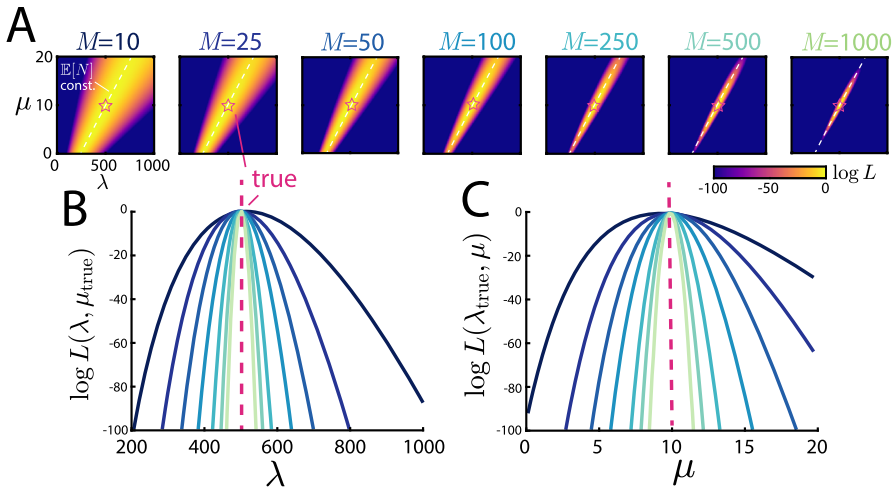 A
M=10 M=25 M=50 M=100 M=250 M=500 M=1000
20
𝔼[N]
const.
μ 10
0
0 500 1000
λ
-100 -50 0 log L
true
B
log L(λ, μtrue)
0
-20
-40
-60
-80
-100
200 400 600 800 1000
λ
C
log L(λtrue, μ)
0
-20
-40
-60
-80
-100
0 5 10 15 20
μ